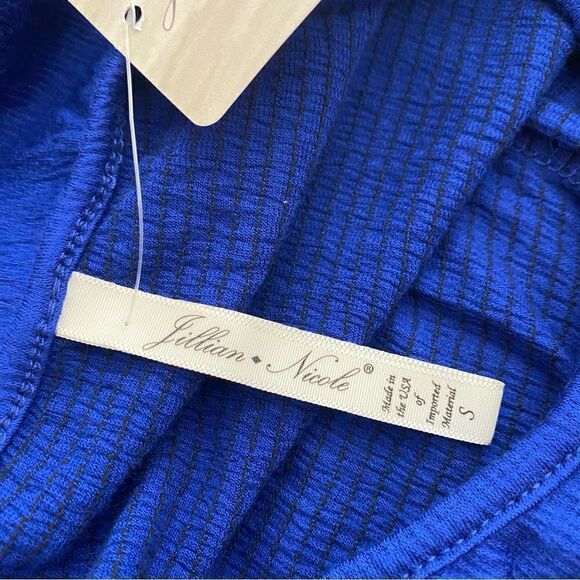 Jillian ♦ Nicole®
Made in
the USA
of
Imported
Material
S